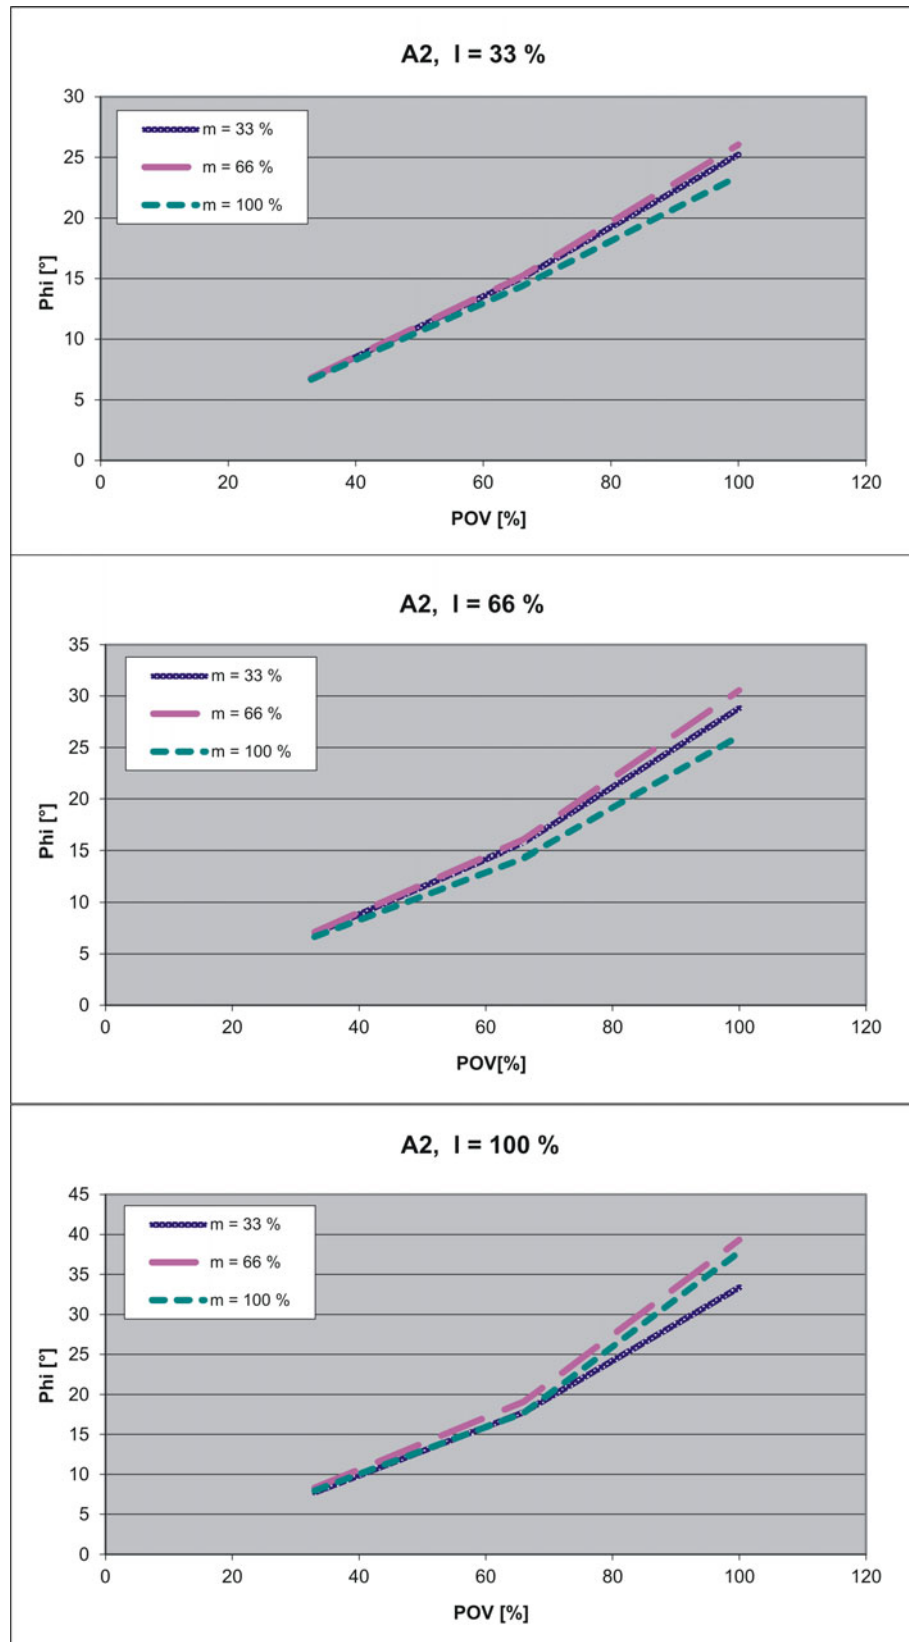 A2, I = 33 %
30
25
20
15
10
5
0
Phi [°]
m = 33 %
m = 66 %
m = 100 %
0 20 40 60 80 100 120
POV [%]
A2, I = 66 %
35
30
25
20
15
10
5
0
Phi [°]
m = 33 %
m = 66 %
m = 100 %
0 20 40 60 80 100 120
POV[%]
A2, I = 100 %
45
40
35
30
25
20
15
10
5
0
Phi [°]
m = 33 %
m = 66 %
m = 100 %
0 20 40 60 80 100 120
POV [%]